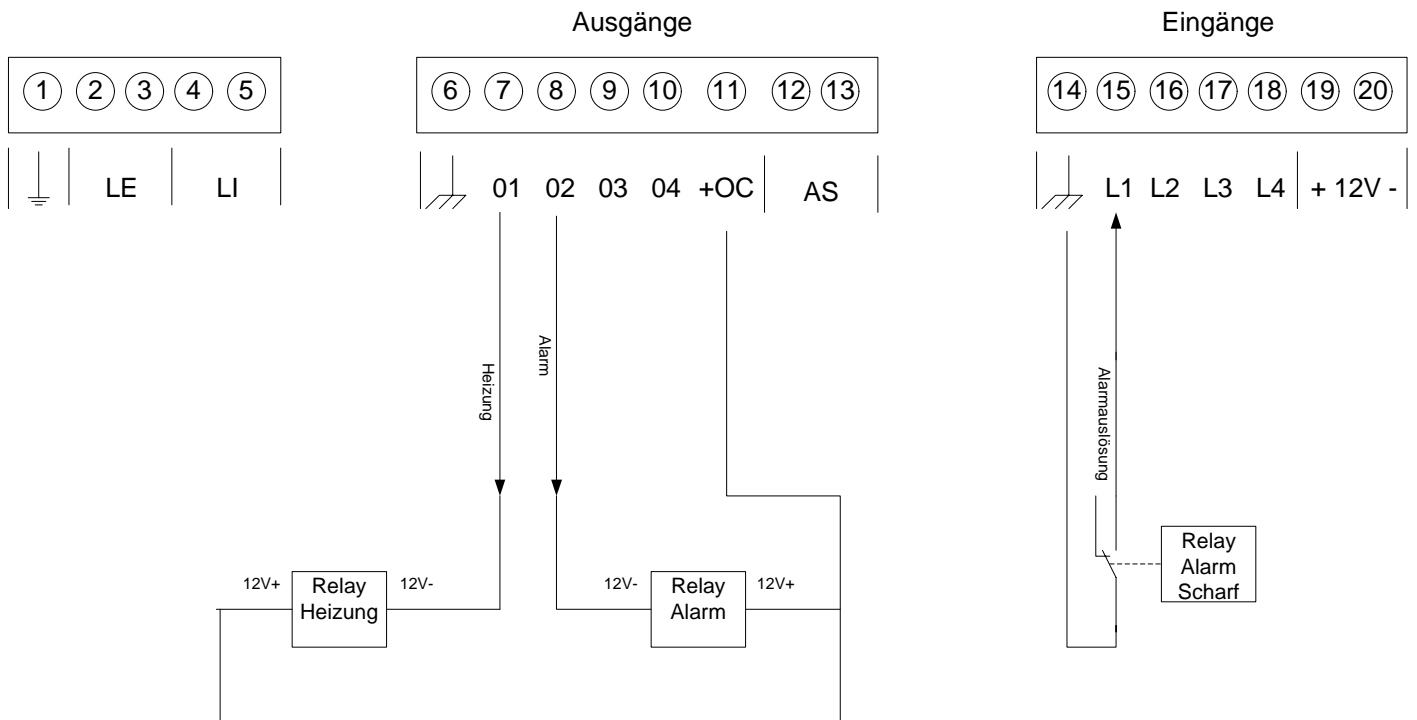 Ausgänge
Eingänge
1 2 3 4 5
6 7 8 9 10 11 12 13
14 15 16 17 18 19 20
LE LI
01 02 03 04 +OC AS
L1 L2 L3 L4 + 12V -
Heizung
Alarm
Alarmauslösung
12V+
Relay
Heizung
12V-
12V-
Relay
Alarm
12V+
Relay
Alarm
Scharf